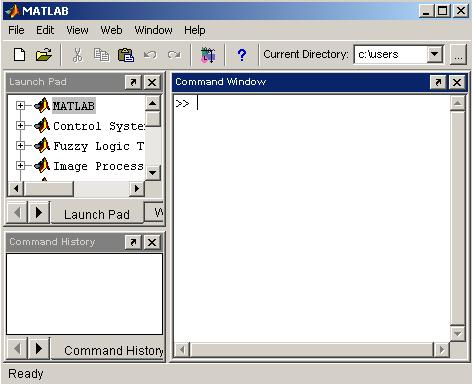 MATLAB
File Edit View Web Window Help
? Current Directory: c:\users ...
Launch Pad
MATLAB
Control System
Fuzzy Logic T
Image Process
Launch Pad W
Command History
Command History
Command Window
>>
Ready